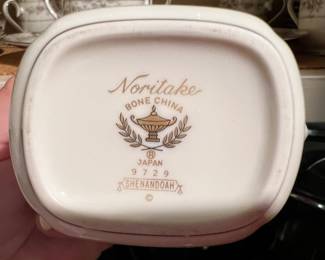 Noritake
BONE CHINA
®
JAPAN
9729
SHENANDOAH
©